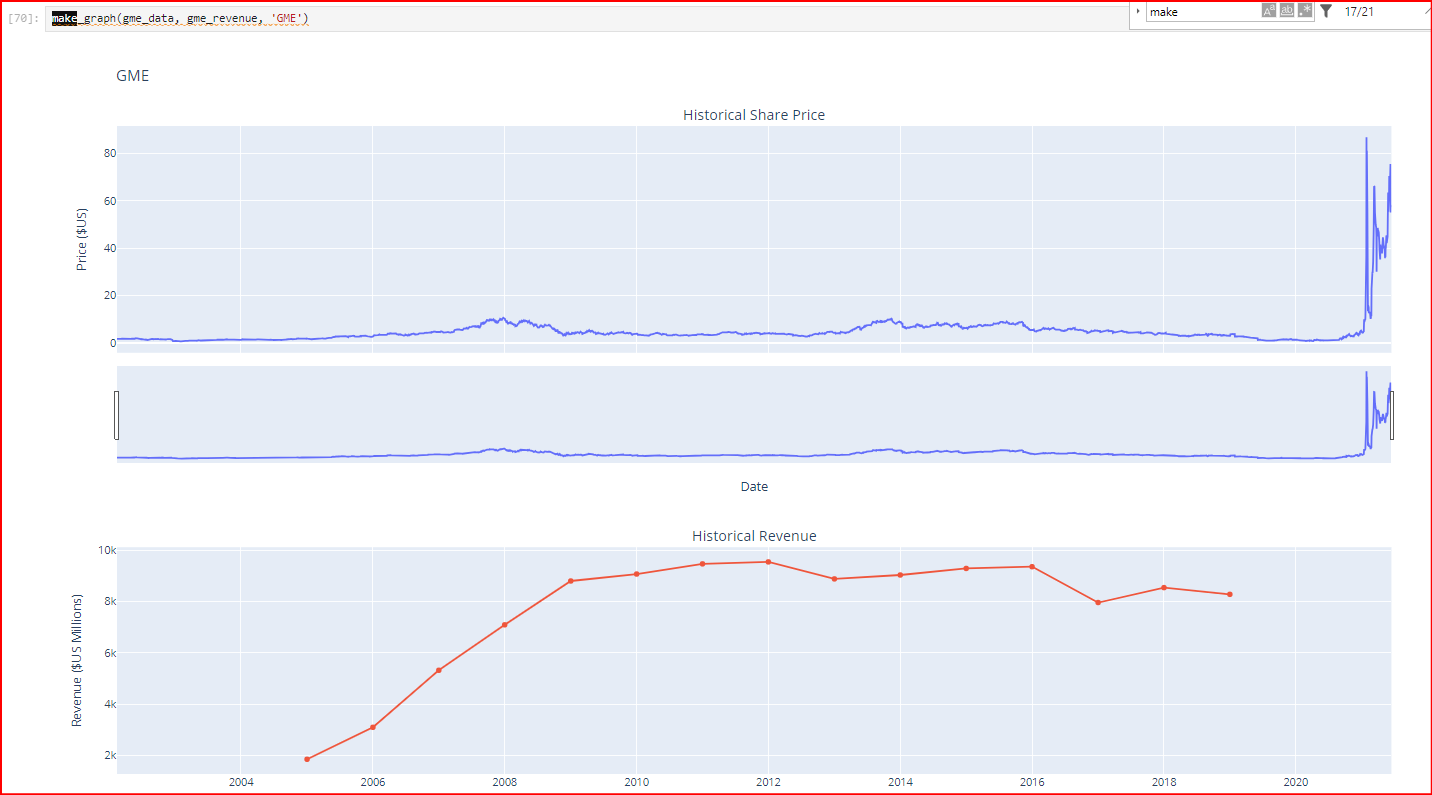 [70]: make_graph(gme_data, gme_revenue, 'GME')
make
17/21
GME
Historical Share Price
80
60
40
20
0
Price ($US)
Date
Historical Revenue
10k
8k
6k
4k
2k
Revenue ($US Millions)
2004 2006 2008 2010 2012 2014 2016 2018 2020